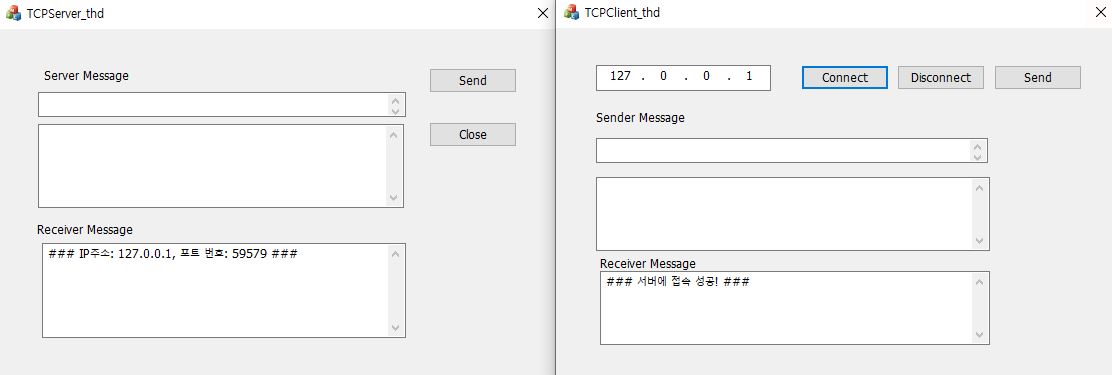 TCPServer_thd
Server Message
Send
Close
Receiver Message
### IP주소: 127.0.0.1, 포트 번호: 59579 ###
TCPClient_thd
127 . 0 . 0 . 1
Connect
Disconnect
Send
Sender Message
Receiver Message
### 서버에 접속 성공! ###